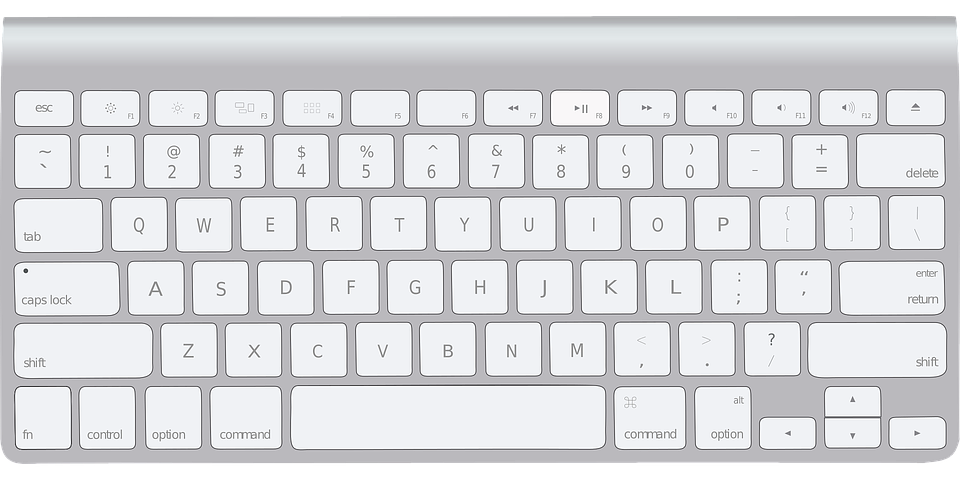 esc F1 F2 F3 F4 F5 F6 F7 F8 F9 F10 F11 F12
~ ! @ # $ % ^ & * ( ) — +
` 1 2 3 4 5 6 7 8 9 0 - = delete
Q W E R T Y U I O P { } |
tab [ ] \
A S D F G H J K L : “ enter
caps lock ; ‚ return
Z X C V B N M < > ?
shift , . / shift
⌘ alt
fn control option command command option